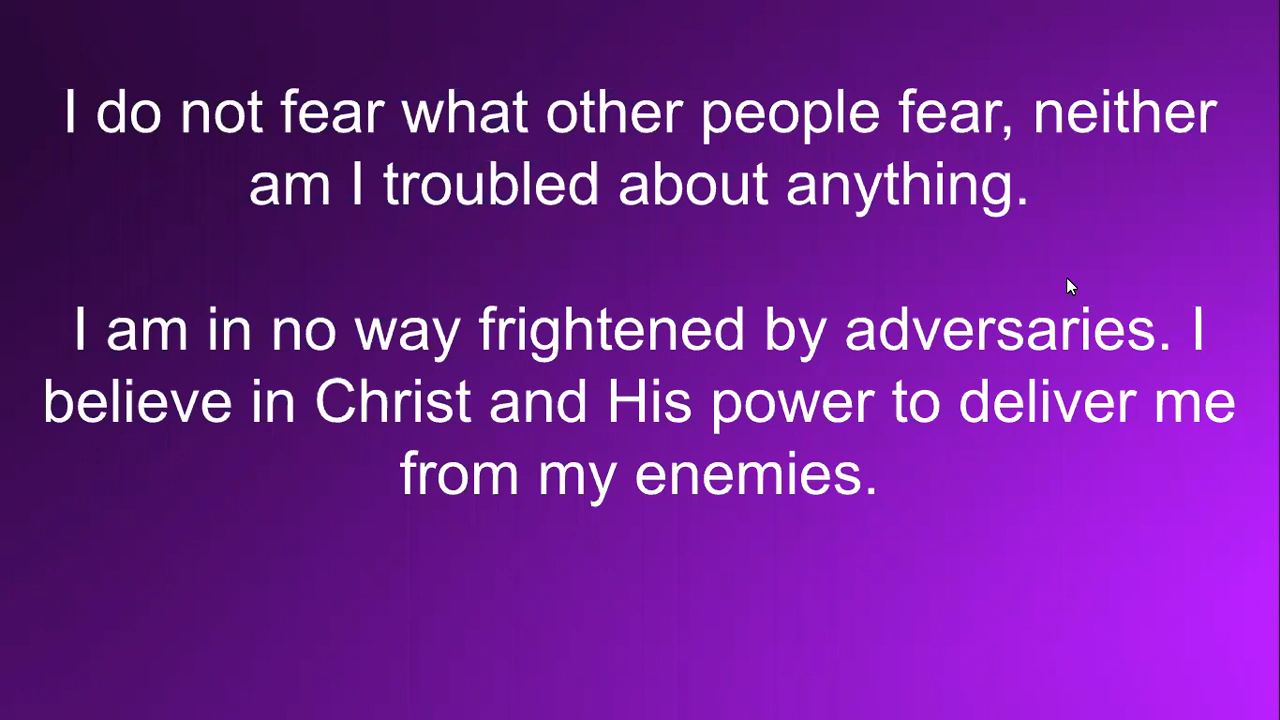 I do not fear what other people fear, neither
am I troubled about anything.
I am in no way frightened by adversaries. I
believe in Christ and His power to deliver me
from my enemies.